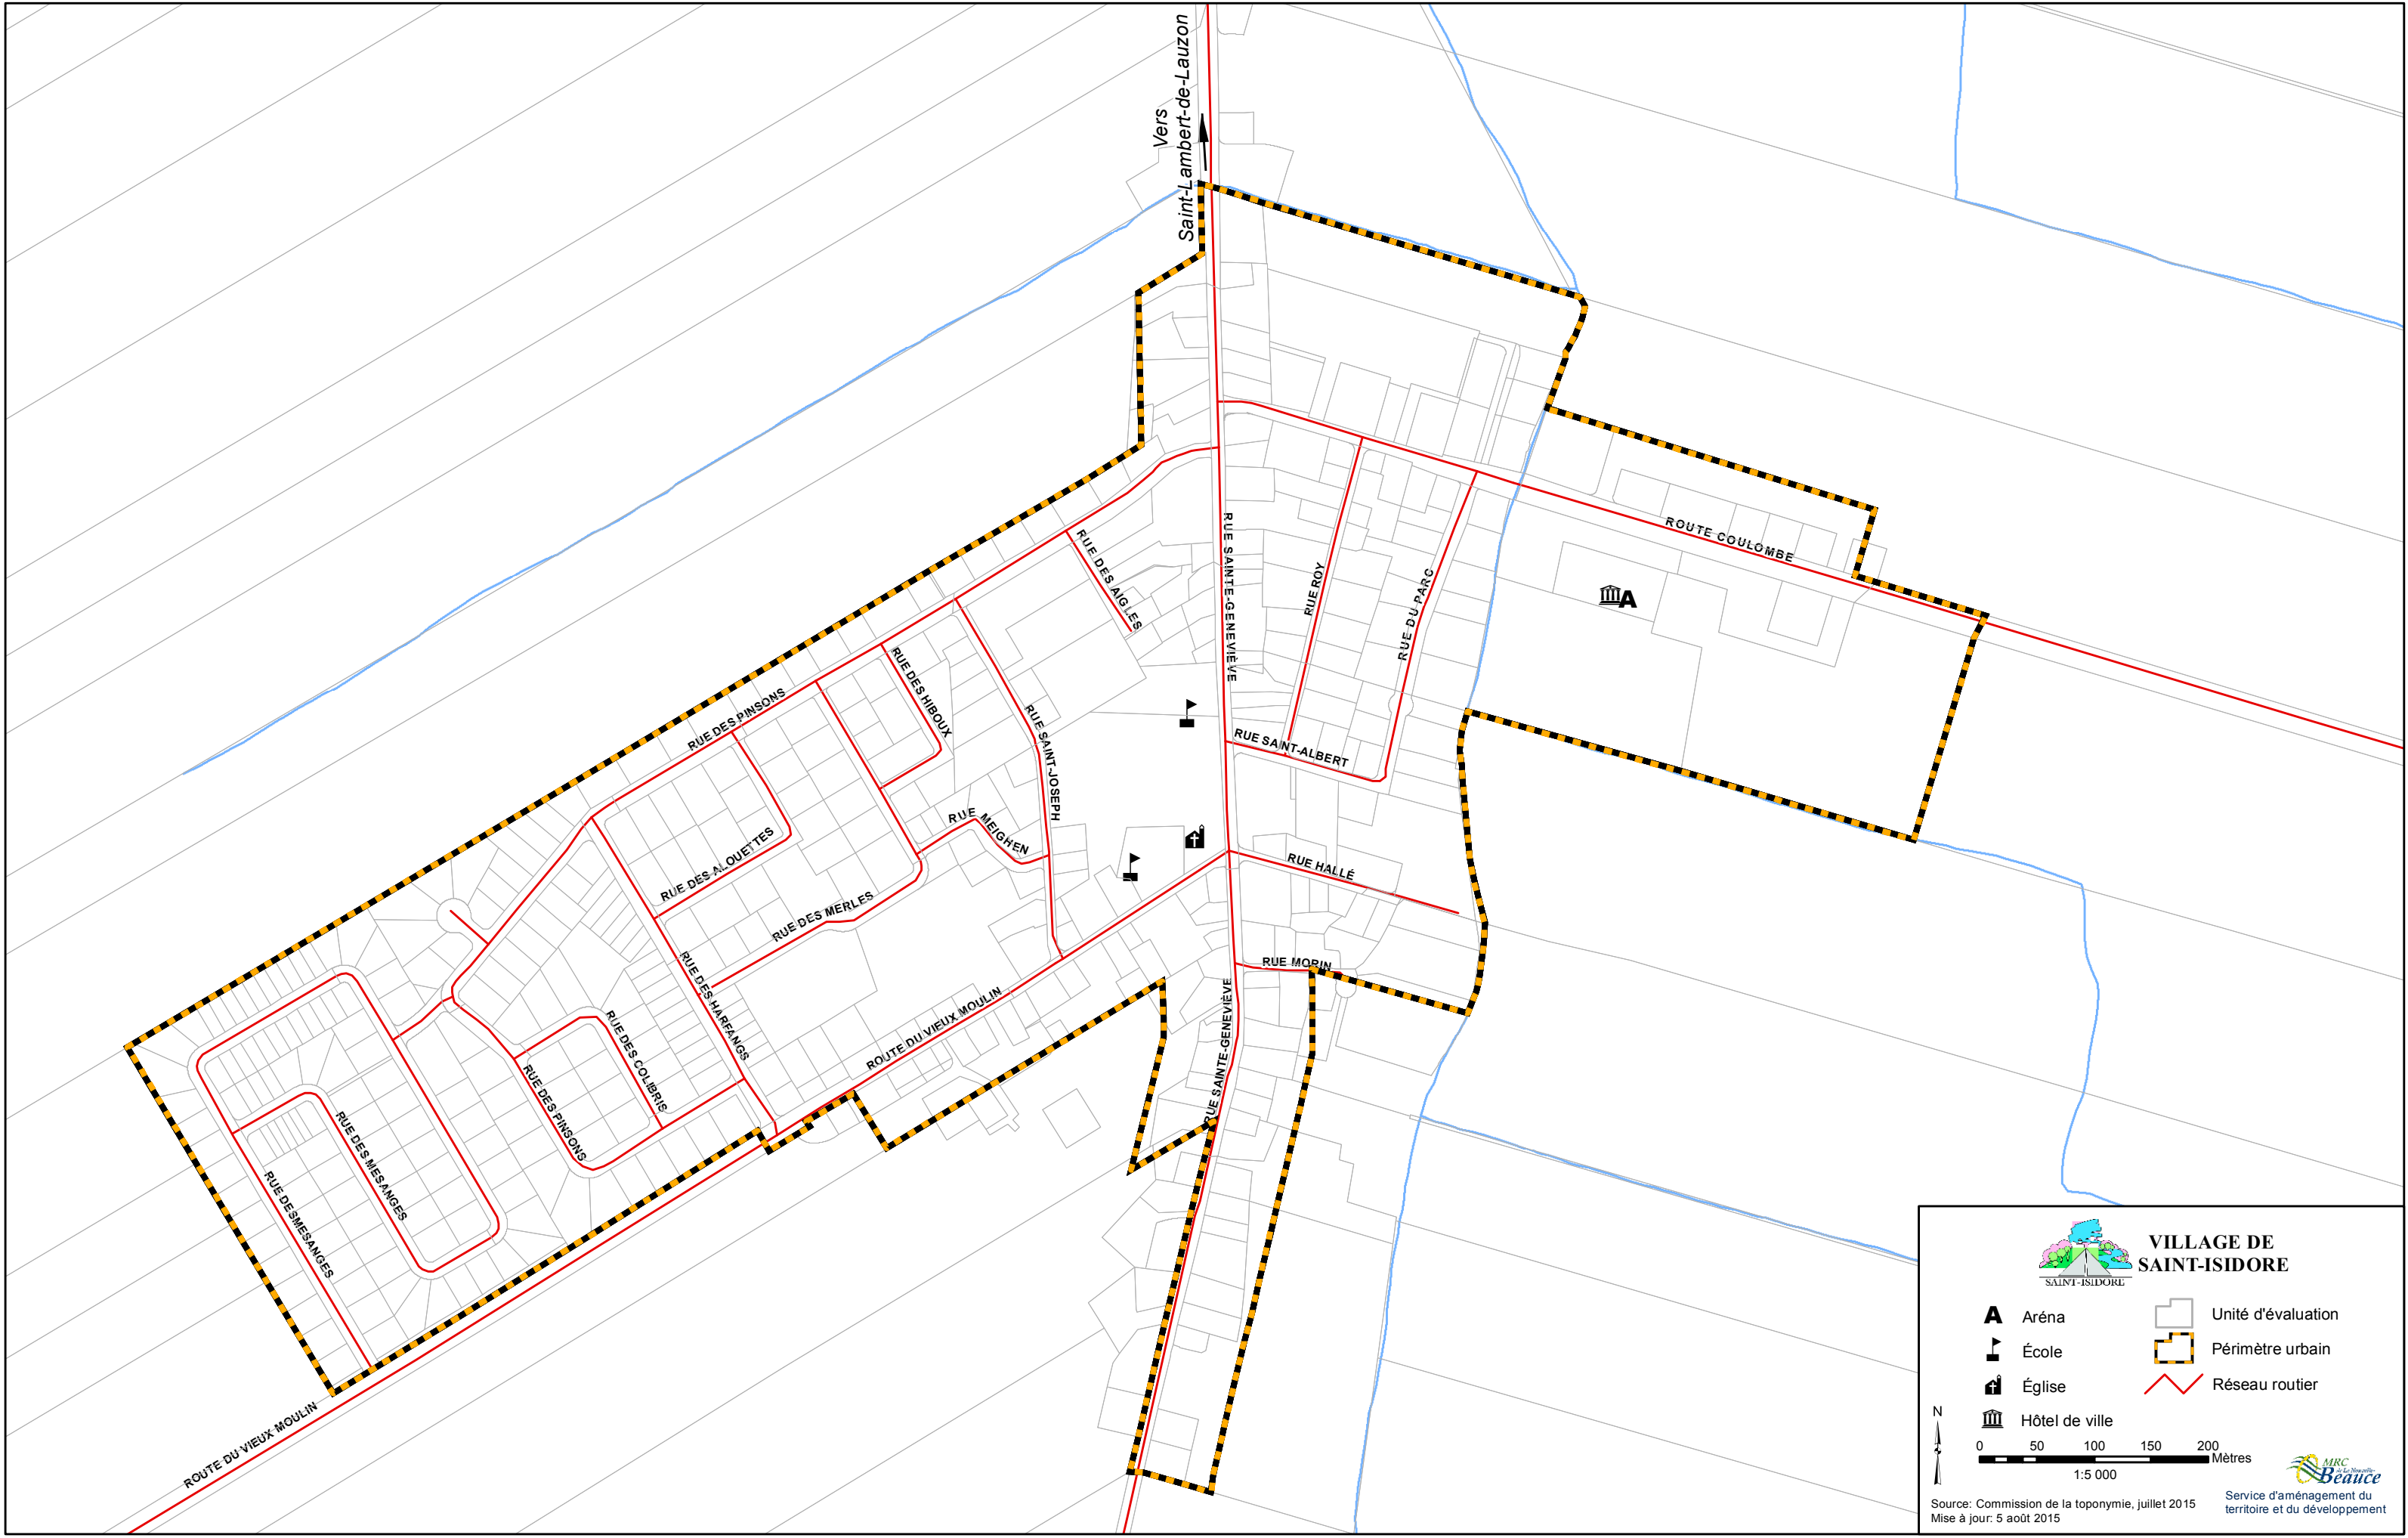 Vers
Saint-Lambert-de-Lauzon
ROUTE COULOMBE
RUE SAINTE-GENEVIÈVE
RUE ROY
RUE DU PARC
RUE DES AIGLES
RUE DES HIBOUX
RUE DES PINSONS
RUE SAINT-JOSEPH
RUE SAINT-ALBERT
RUE MEIGHEN
RUE DES ALOUETTES
RUE HALLÉ
RUE DES MERLES
RUE MORIN
RUE DES HARFANGS
RUE SAINTE-GENEVIÈVE
ROUTE DU VIEUX MOULIN
RUE DES COLIBRIS
RUE DES PINSONS
RUE DES MESANGES
RUE DESMESANGES
ROUTE DU VIEUX MOULIN
SAINT-ISIDORE
VILLAGE DE
SAINT-ISIDORE
A Aréna
École
Église
Hôtel de ville
Unité d'évaluation
Périmètre urbain
Réseau routier
N
0 50 100 150 200
Mètres
1:5 000
MRC
de La Nouvelle-
Beauce
Service d'aménagement du
territoire et du développement
Source: Commission de la toponymie, juillet 2015
Mise à jour: 5 août 2015
A